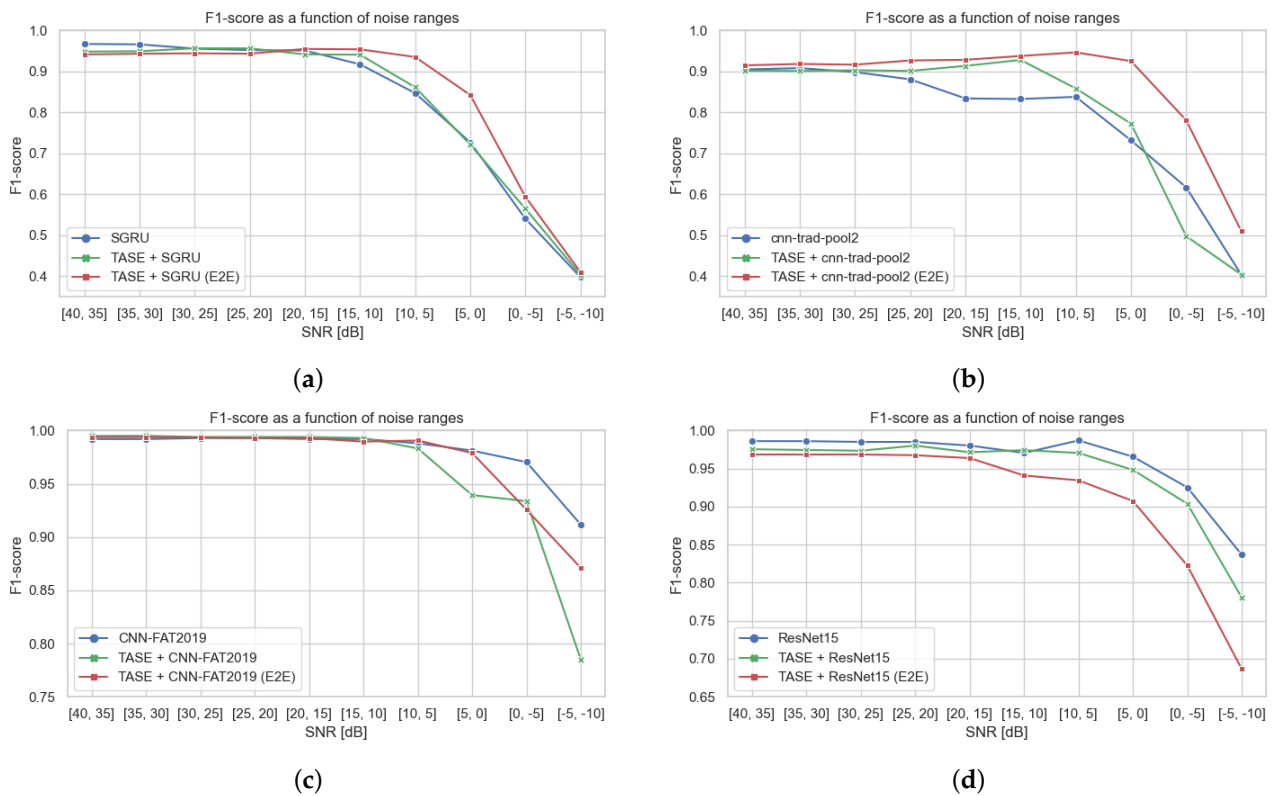 F1-score as a function of noise ranges
1.0
0.9
0.8
0.7
0.6
0.5
0.4
F1-score
SGRU
TASE + SGRU
TASE + SGRU (E2E)
[40, 35] [35, 30] [30, 25] [25, 20] [20, 15] [15, 10] [10, 5] [5, 0] [0, -5] [-5, -10]
SNR [dB]
(a)
F1-score as a function of noise ranges
1.0
0.9
0.8
0.7
0.6
0.5
0.4
F1-score
cnn-trad-pool2
TASE + cnn-trad-pool2
TASE + cnn-trad-pool2 (E2E)
[40, 35] [35, 30] [30, 25] [25, 20] [20, 15] [15, 10] [10, 5] [5, 0] [0, -5] [-5, -10]
SNR [dB]
(b)
F1-score as a function of noise ranges
1.00
0.95
0.90
0.85
0.80
0.75
F1-score
CNN-FAT2019
TASE + CNN-FAT2019
TASE + CNN-FAT2019 (E2E)
[40, 35] [35, 30] [30, 25] [25, 20] [20, 15] [15, 10] [10, 5] [5, 0] [0, -5] [-5, -10]
SNR [dB]
(c)
F1-score as a function of noise ranges
1.00
0.95
0.90
0.85
0.80
0.75
0.70
0.65
F1-score
ResNet15
TASE + ResNet15
TASE + ResNet15 (E2E)
[40, 35] [35, 30] [30, 25] [25, 20] [20, 15] [15, 10] [10, 5] [5, 0] [0, -5] [-5, -10]
SNR [dB]
(d)